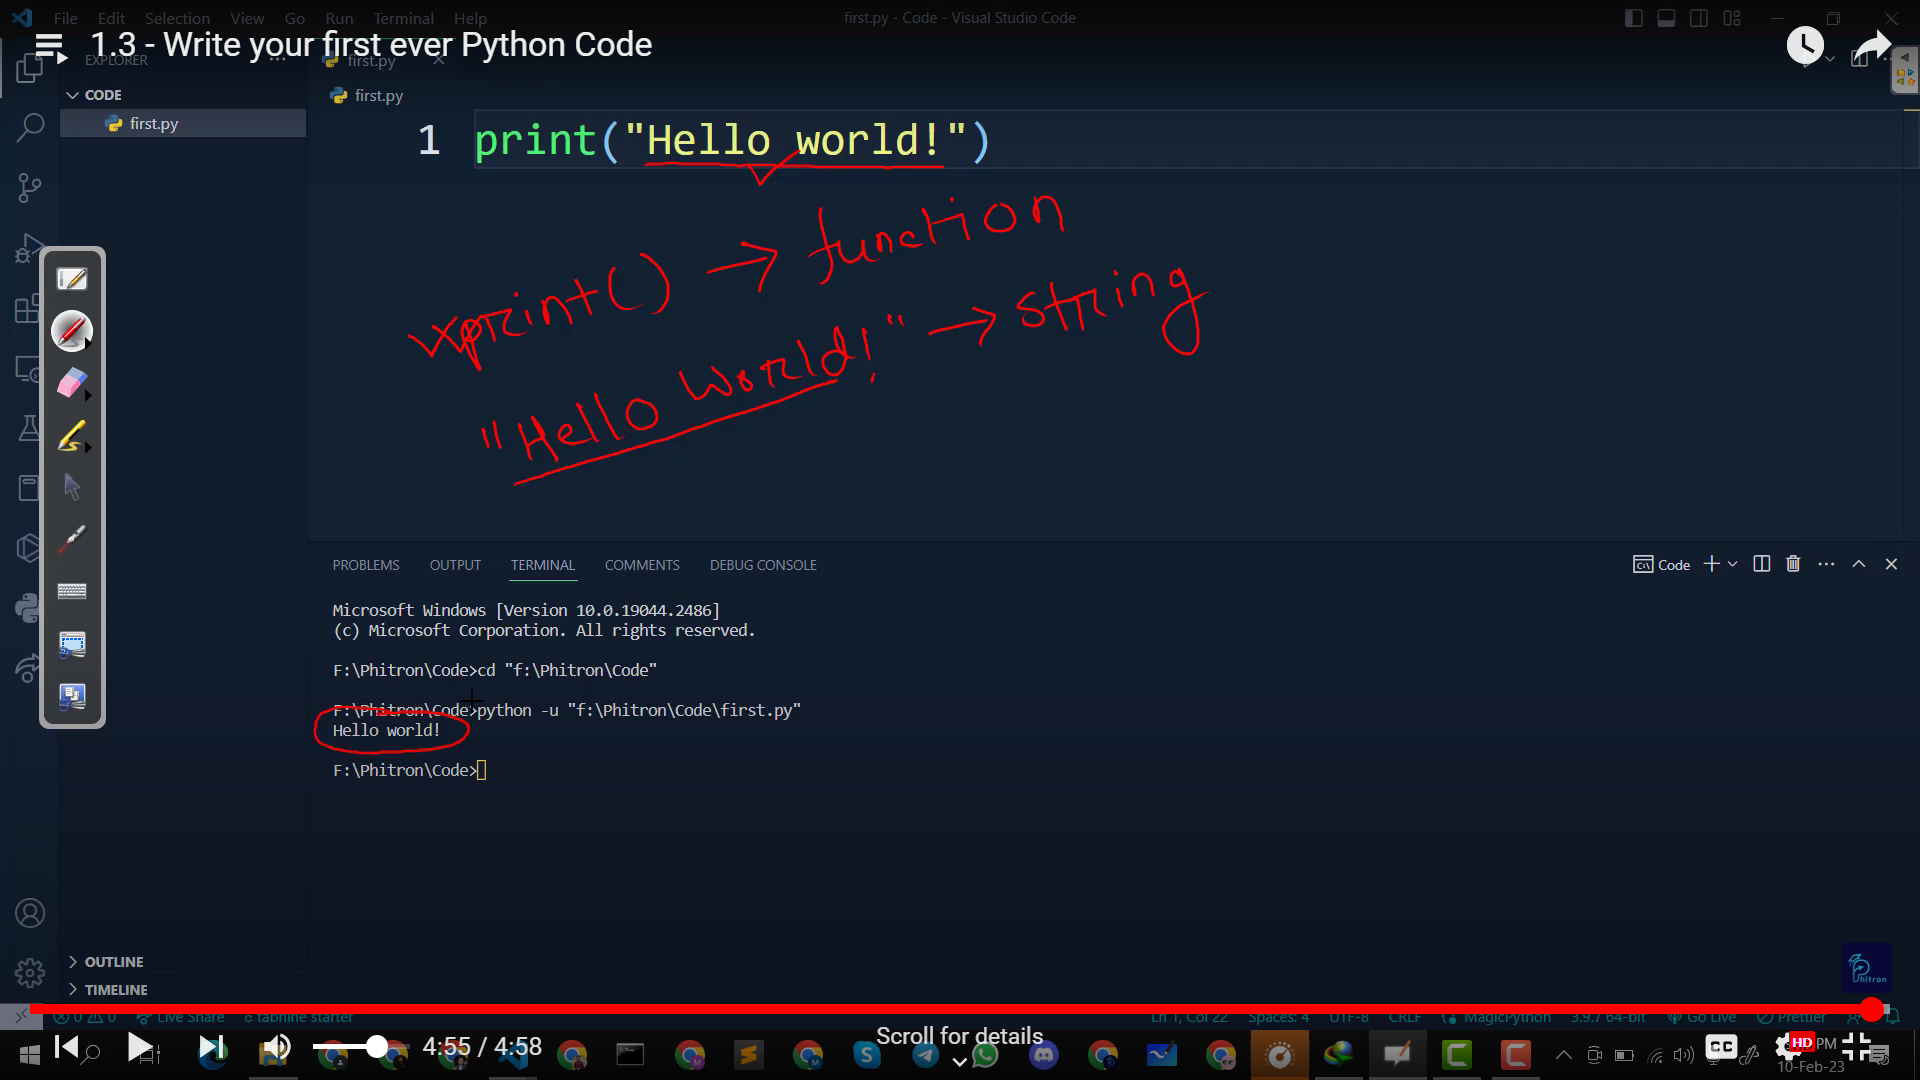 File Edit Selection View Go Run Terminal Help
first.py - Code - Visual Studio Code
1.3 - Write your first ever Python Code
EXPLORER
first.py
CODE
first.py
first.py
1 print("Hello world!")
print() → function
"Hello World!" → string
PROBLEMS OUTPUT TERMINAL COMMENTS DEBUG CONSOLE
Code
Microsoft Windows [Version 10.0.19044.2486]
(c) Microsoft Corporation. All rights reserved.
F:\Phitron\Code>cd "f:\Phitron\Code"
F:\Phitron\Code>python -u "f:\Phitron\Code\first.py"
Hello world!
F:\Phitron\Code>
OUTLINE
TIMELINE
Phitron
0 0 Live Share tabnine starter
Ln 1, Col 22 Spaces: 4 UTF-8 CRLF MagicPython 3.9.7 64-bit Go Live Prettier
Scroll for details
4:55 / 4:58
CC
HD
PM
10-Feb-23